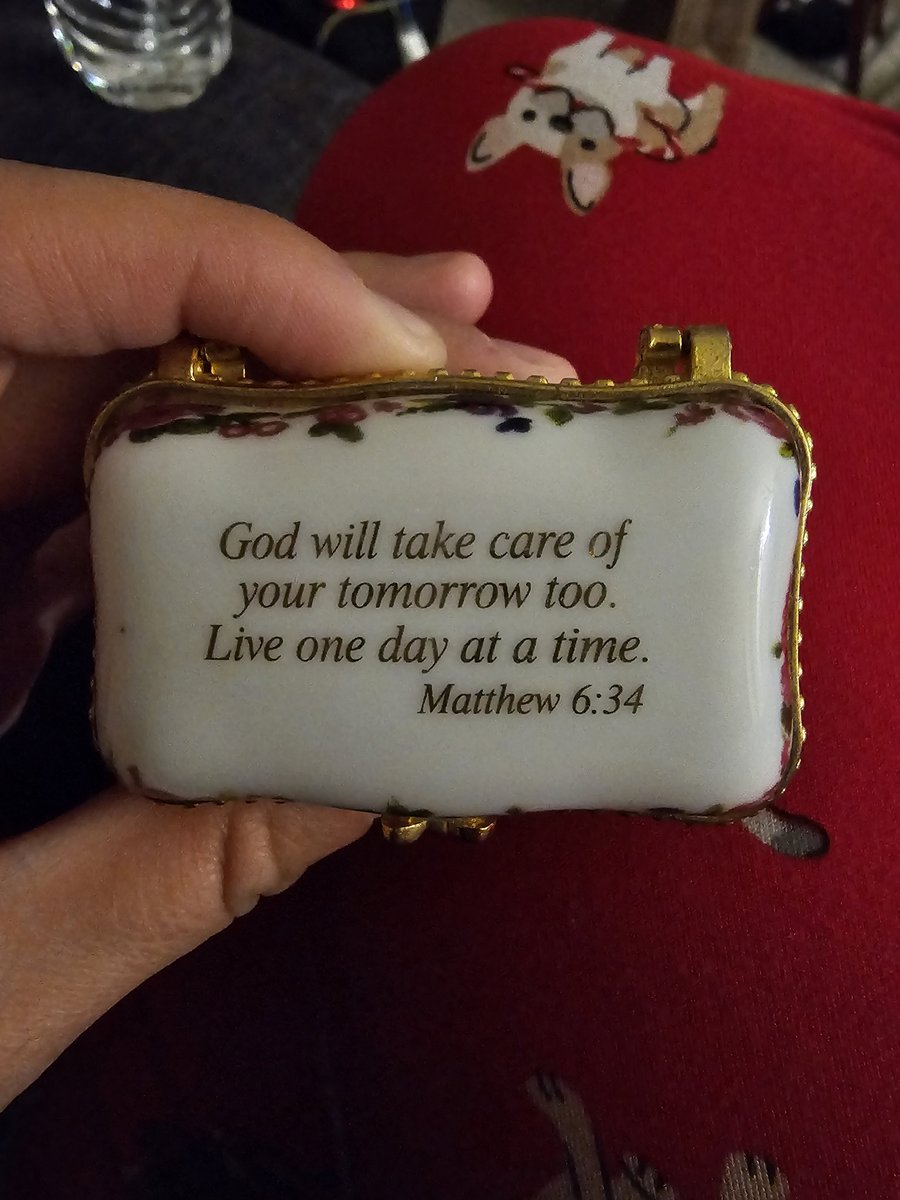 God will take care of
your tomorrow too.
Live one day at a time.
Matthew 6:34